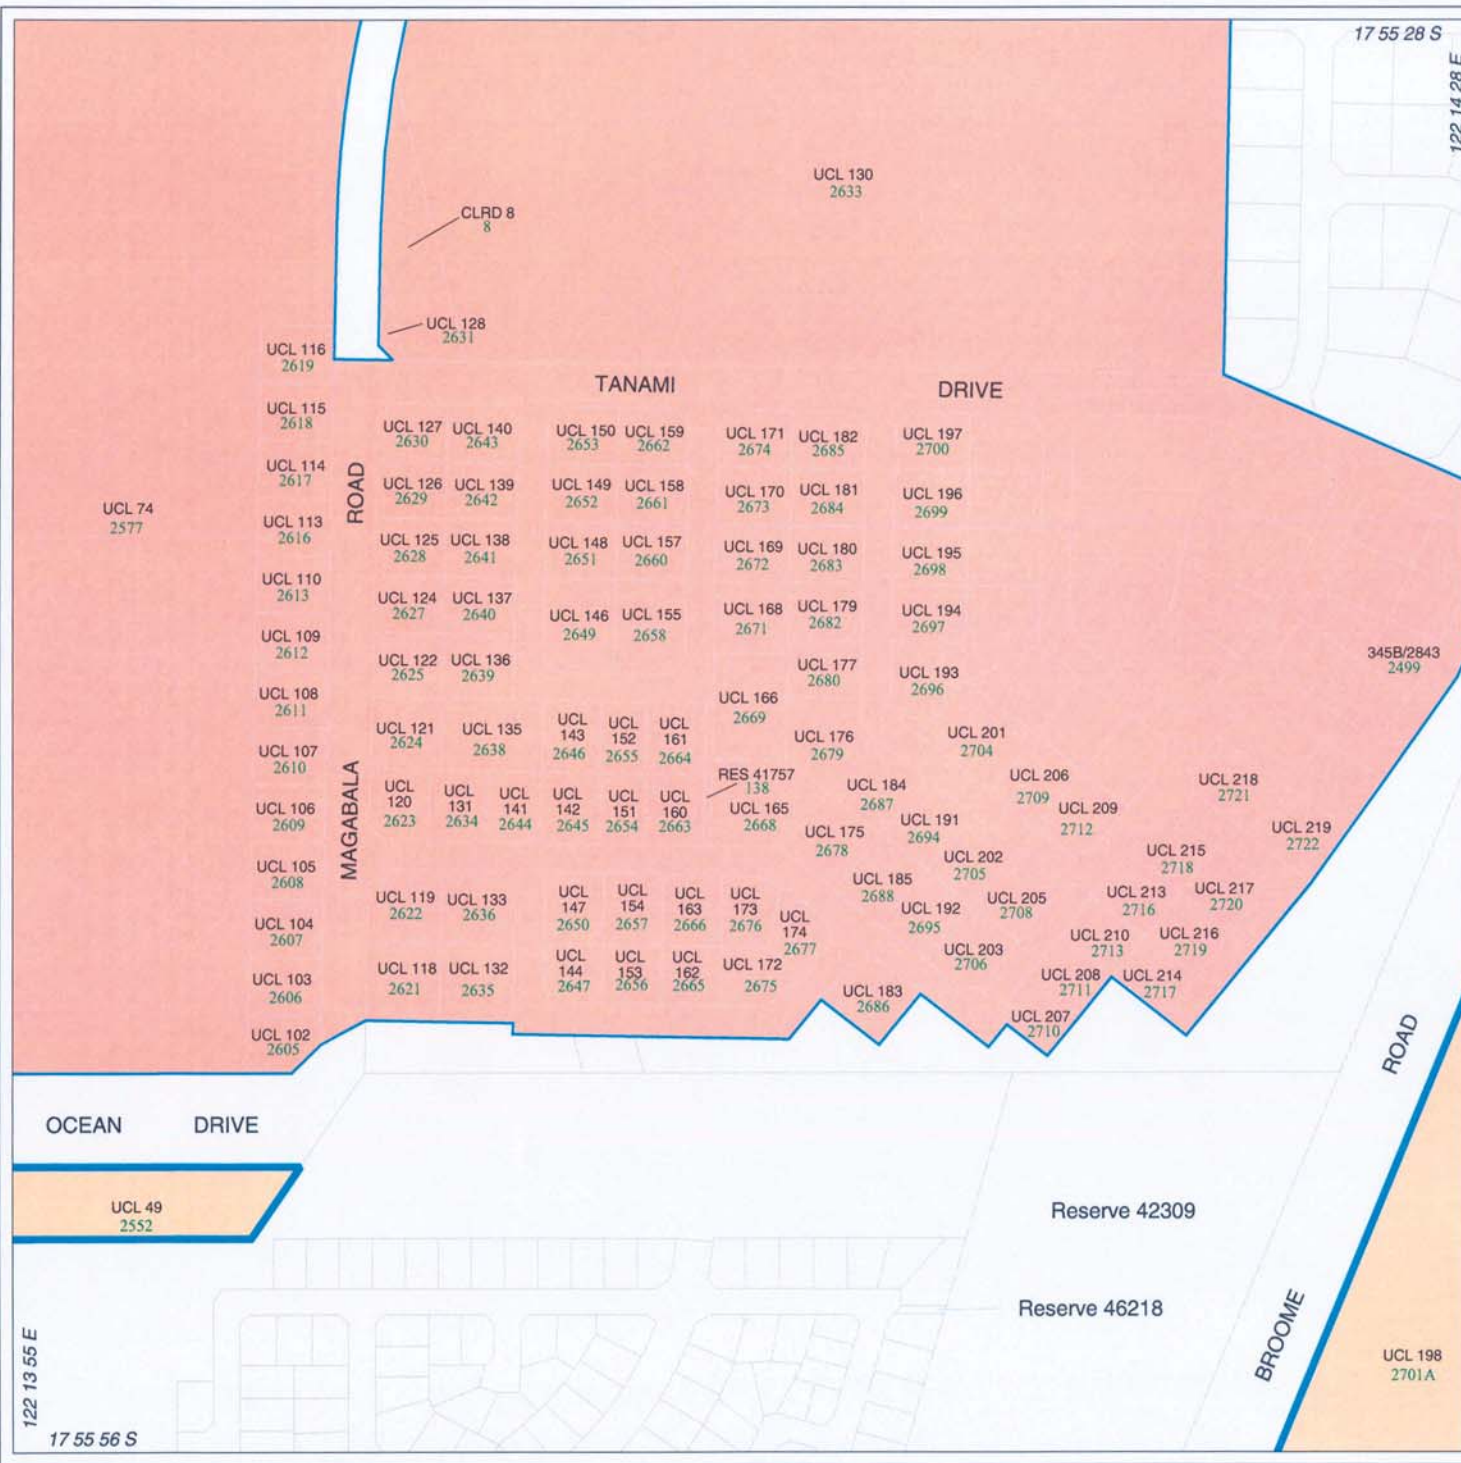 17 55 28 S
122 14 28 E
UCL 130
2633
CLRD 8
8
UCL 128
2631
UCL 116
2619
TANAMI
DRIVE
UCL 115
2618
UCL 127
2630
UCL 140
2643
UCL 150
2653
UCL 159
2662
UCL 171
2674
UCL 182
2685
UCL 197
2700
UCL 114
2617
ROAD
UCL 126
2629
UCL 139
2642
UCL 149
2652
UCL 158
2661
UCL 170
2673
UCL 181
2684
UCL 196
2699
UCL 74
2577
UCL 113
2616
UCL 125
2628
UCL 138
2641
UCL 148
2651
UCL 157
2660
UCL 169
2672
UCL 180
2683
UCL 195
2698
UCL 110
2613
UCL 124
2627
UCL 137
2640
UCL 146
2649
UCL 155
2658
UCL 168
2671
UCL 179
2682
UCL 194
2697
UCL 109
2612
UCL 122
2625
UCL 136
2639
UCL 177
2680
UCL 193
2696
345B/2843
2499
UCL 108
2611
UCL 166
2669
UCL 121
2624
UCL 135
2638
UCL
143
2646
UCL
152
2655
UCL
161
2664
UCL 176
2679
UCL 201
2704
UCL 107
2610
MAGABALA
RES 41757
138
UCL 184
2687
UCL 206
2709
UCL 218
2721
UCL 106
2609
UCL
120
2623
UCL
131
2634
UCL
141
2644
UCL
142
2645
UCL
151
2654
UCL
160
2663
UCL 165
2668
UCL 191
2694
UCL 209
2712
UCL 219
2722
UCL 175
2678
UCL 105
2608
UCL 202
2705
UCL 215
2718
UCL 185
2688
UCL 119
2622
UCL 133
2636
UCL
147
2650
UCL
154
2657
UCL
163
2666
UCL
173
2676
UCL
174
2677
UCL 192
2695
UCL 205
2708
UCL 213
2716
UCL 217
2720
UCL 104
2607
UCL 210
2713
UCL 216
2719
UCL 203
2706
UCL 103
2606
UCL 118
2621
UCL 132
2635
UCL
144
2647
UCL
153
2656
UCL
162
2665
UCL 172
2675
UCL 208
2711
UCL 214
2717
UCL 183
2686
UCL 207
2710
UCL 102
2605
ROAD
OCEAN
DRIVE
UCL 49
2552
Reserve 42309
Reserve 46218
BROOME
UCL 198
2701A
122 13 55 E
17 55 56 S